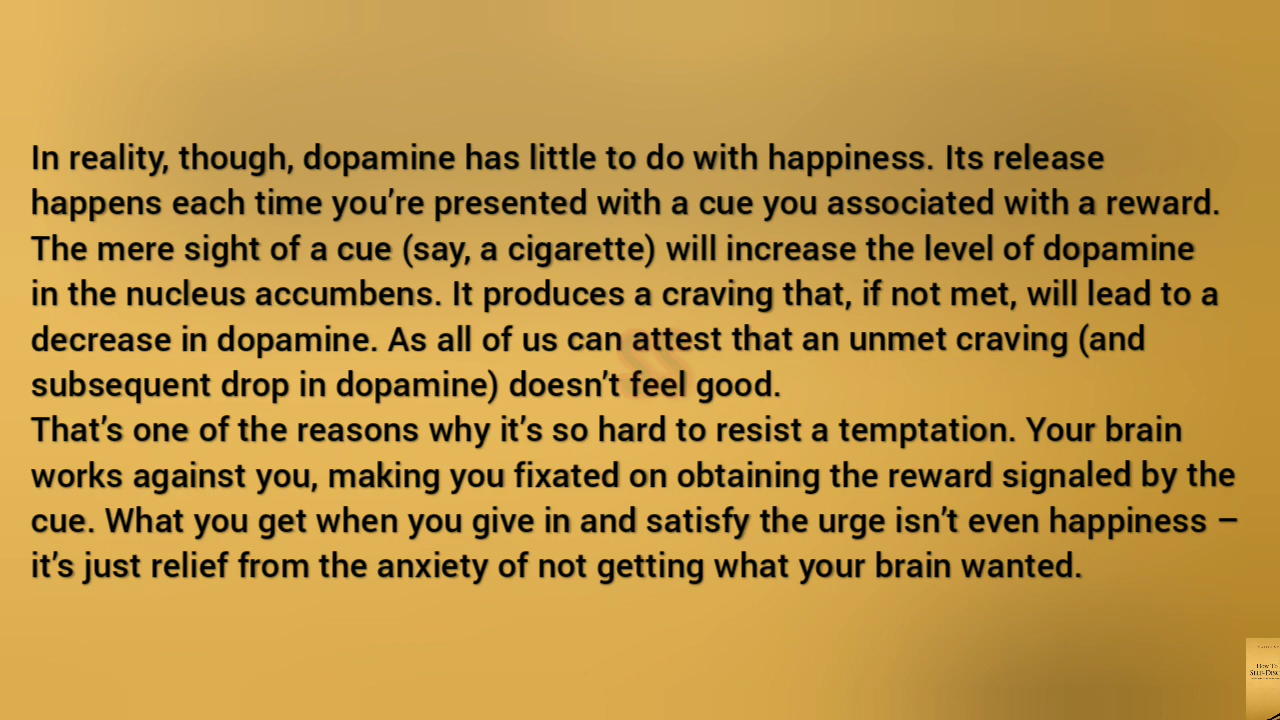 In reality, though, dopamine has little to do with happiness. Its release
happens each time you’re presented with a cue you associated with a reward.
The mere sight of a cue (say, a cigarette) will increase the level of dopamine
in the nucleus accumbens. It produces a craving that, if not met, will lead to a
decrease in dopamine. As all of us can attest that an unmet craving (and
subsequent drop in dopamine) doesn’t feel good.
That’s one of the reasons why it’s so hard to resist a temptation. Your brain
works against you, making you fixated on obtaining the reward signaled by the
cue. What you get when you give in and satisfy the urge isn’t even happiness –
it’s just relief from the anxiety of not getting what your brain wanted.
How To